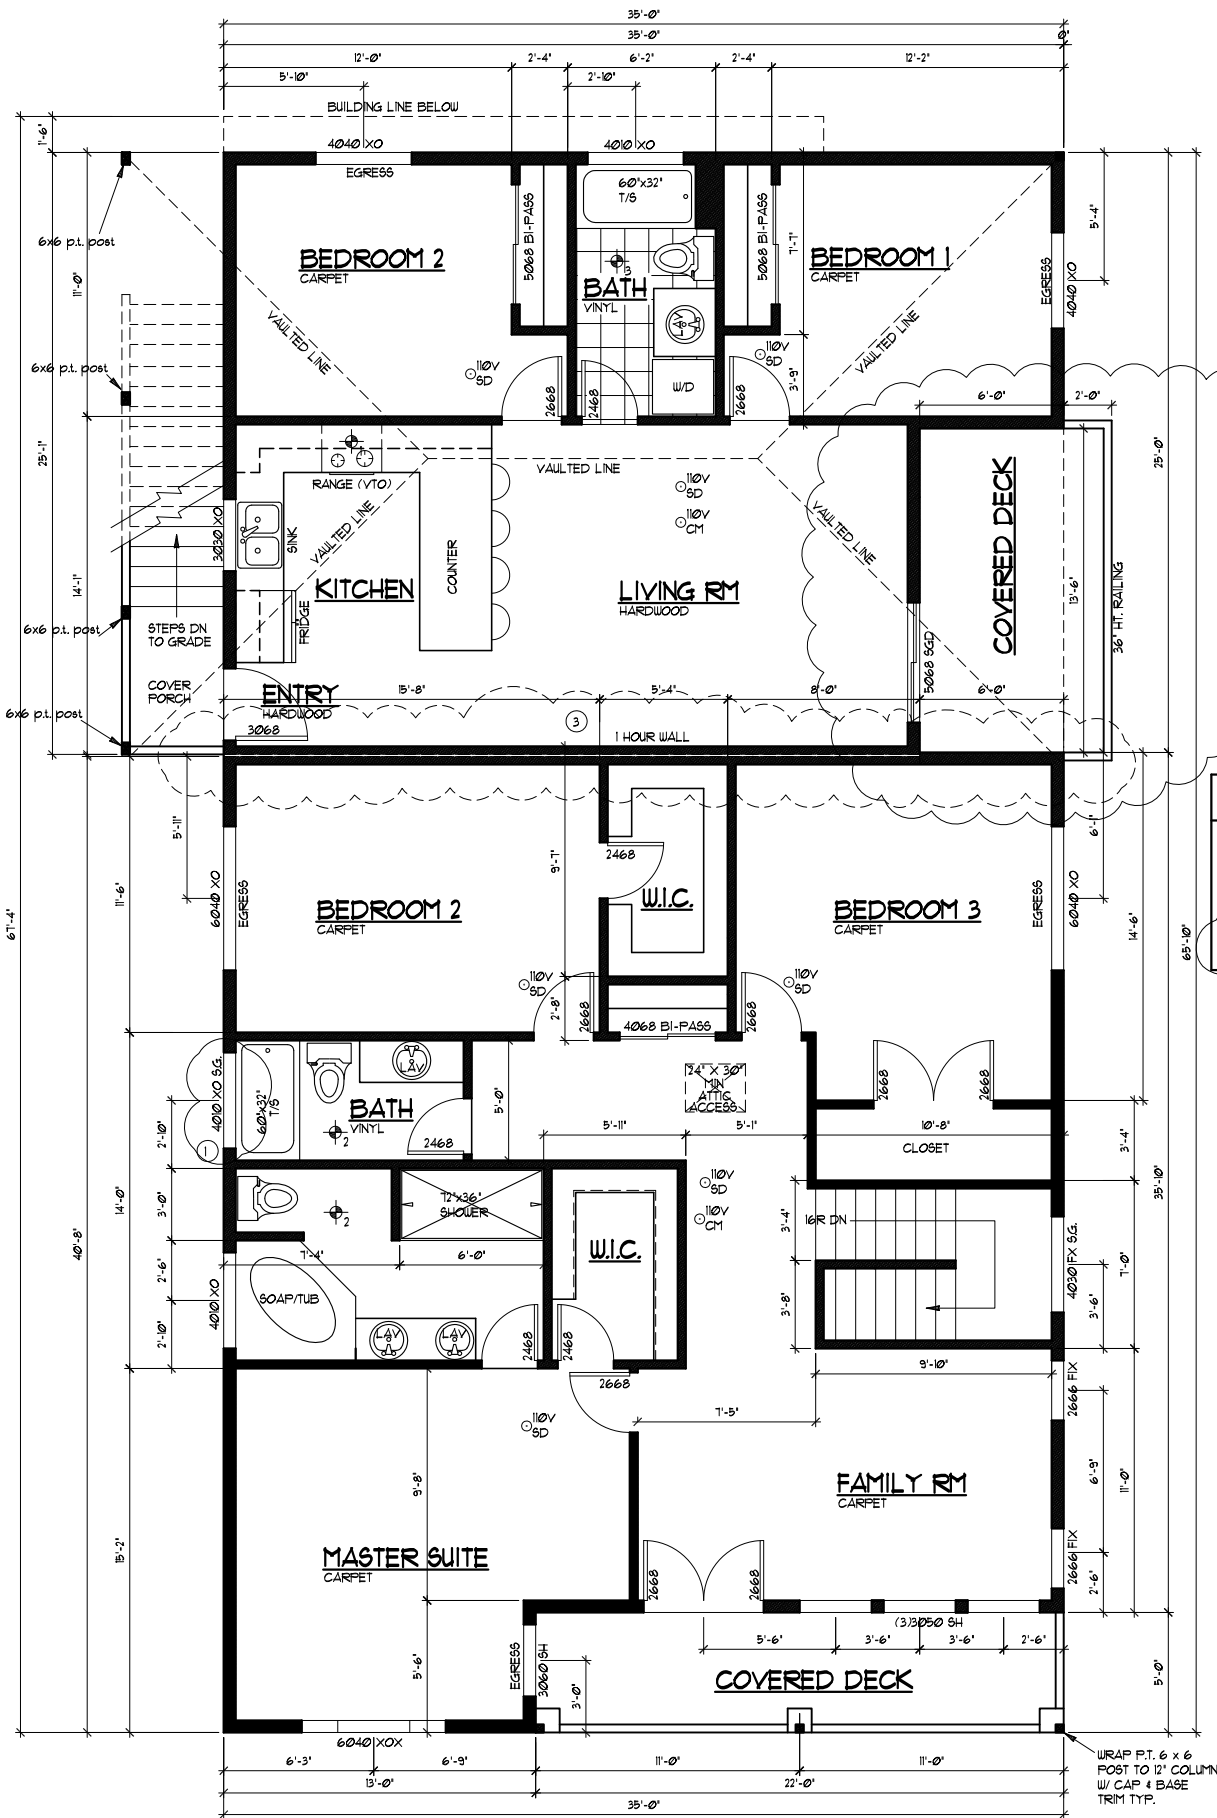 35'-0"
35'-0"
0"
12'-0"
2'-4"
6'-2"
2'-4"
12'-2"
5'-10"
2'-10"
BUILDING LINE BELOW
1'-6"
4040 XO
EGRESS
4010 XO
60"x32"
T/S
5068 BI-PASS
5068 BI-PASS
7'-7"
5'-4"
6x6 p.t. post
BEDROOM 2
CARPET
BATH
VINYL
3
LAV
BEDROOM 1
CARPET
EGRESS
4040 XO
11'-0"
VAULTED LINE
VAULTED LINE
6x6 p.t. post
110V
SD
110V
SD
2668
2468
W/D
2668
3'-9"
6'-0"
2'-0"
25'-1"
25'-0"
VAULTED LINE
RANGE (VTO)
110V
SD
110V
CM
3030 XO
SINK
VAULTED LINE
VAULTED LINE
COUNTER
COVERED DECK
13'-6"
36" HT. RAILING
14'-1"
KITCHEN
LIVING RM
HARDWOOD
FRIDGE
6x6 p.t. post
STEPS DN
TO GRADE
5068 SGD
COVER
PORCH
ENTRY
HARDWOOD
15'-8"
5'-4"
8'-0"
6'-0"
6x6 p.t. post
3068
3
1 HOUR WALL
5'-11"
6'-1"
9'-7"
2468
67'-4"
11'-6"
6040 XO
EGRESS
BEDROOM 2
CARPET
W.I.C.
BEDROOM 3
CARPET
EGRESS
6040 XO
14'-6"
65'-10"
110V
SD
110V
SD
2'-8"
2668
4068 BI-PASS
2668
4010 XO S.G.
60"x32"
T/S
LAV
BATH
VINYL
2
2468
5'-0"
24" X 30"
MIN
ATTIC
ACCESS
2668
2668
5'-11"
5'-1"
10'-8"
CLOSET
3'-4"
2'-10"
1
14'-0"
3'-0"
2
72"x36"
SHOWER
110V
SD
110V
CM
3'-4"
16R DN
35'-10"
40'-8"
W.I.C.
7'-4"
6'-0"
4030 FX S.G.
7'-0"
2'-6"
SOAP/TUB
4010 XO
3'-8"
3'-6"
2'-10"
LAV
LAV
2468
2468
2668
9'-10"
2666 FIX
7'-5"
110V
SD
9'-8"
FAMILY RM
CARPET
6'-9"
11'-0"
15'-2"
MASTER SUITE
CARPET
2668
2668
2666 FIX
2'-6"
(3)3050 SH
5'-6"
3'-6"
3'-6"
2'-6"
5'-6"
EGRESS
3060 SH
3'-0"
COVERED DECK
5'-0"
6040 XOX
6'-3"
6'-9"
11'-0"
11'-0"
13'-0"
22'-0"
35'-0"
WRAP P.T. 6 x 6
POST TO 12" COLUMN
W/ CAP & BASE
TRIM TYP.